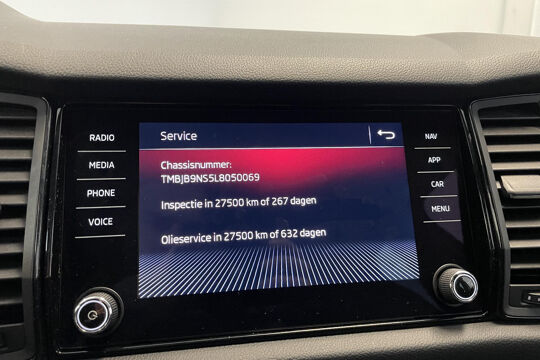 Service
Chassisnummer:
TMBJB9NS5L8050069
Inspectie in 27500 km of 267 dagen
Olieservice in 27500 km of 632 dagen
RADIO
MEDIA
PHONE
VOICE
NAV
APP
CAR
MENU